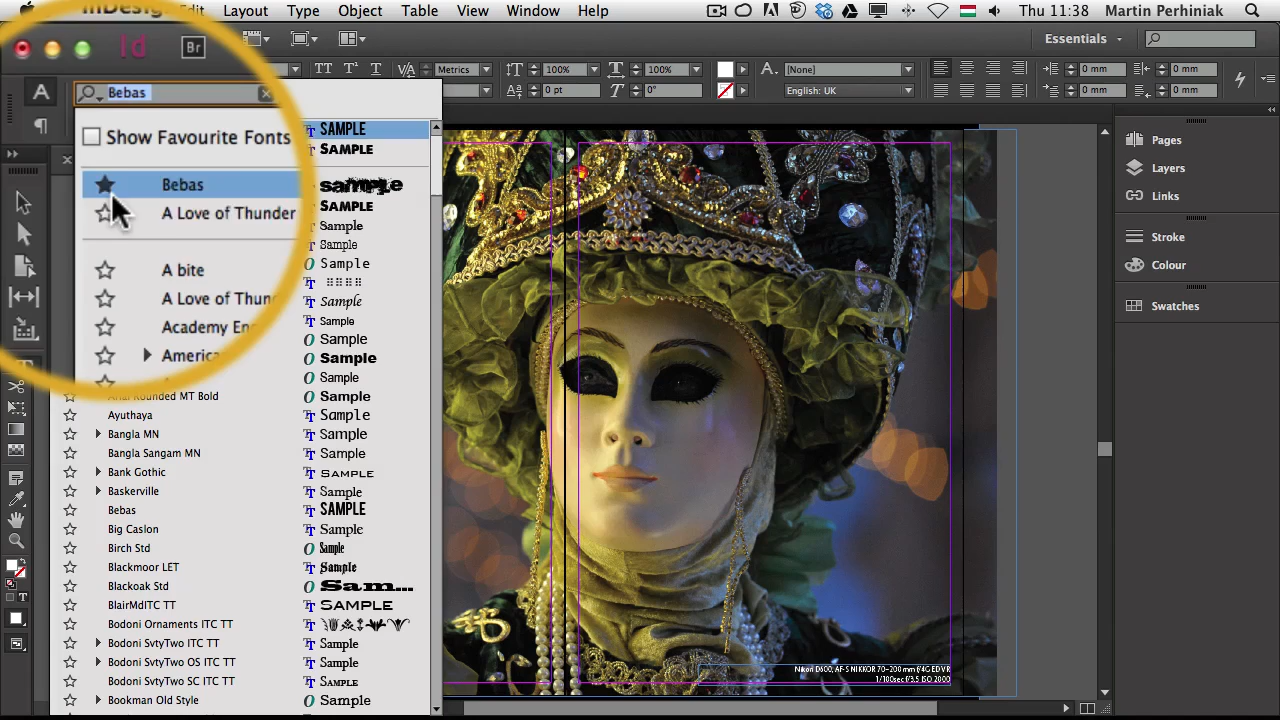 InDesign Edit Layout Type Object Table View Window Help
Thu 11:38 Martin Perhiniak
Id Br
Essentials
A Bebas TT T¹ T VA Metrics 100% 100% A. [None] 0 mm 0 mm
¶ 0 pt 0° English: UK 0 mm 0 mm
Show Favourite Fonts
SAMPLE
SAMPLE
Bebas sample
A Love of Thunder SAMPLE
Sample
Sample
A bite Sample
A Love of Thun
Sample
Academy En Sample
Sample
America Sample
Sample
Arial Rounded MT Bold Sample
Ayuthaya Sample
Bangla MN Sample
Bangla Sangam MN Sample
Bank Gothic SAMPLE
Baskerville Sample
Bebas SAMPLE
Big Caslon Sample
Birch Std Sample
Blackmoor LET Sample
Blackoak Std Sam...
BlairMdITC TT SAMPLE
Bodoni Ornaments ITC TT
Bodoni SvtyTwo ITC TT Sample
Bodoni SvtyTwo OS ITC TT Sample
Bodoni SvtyTwo SC ITC TT SAMPLE
Bookman Old Style Sample
Pages
Layers
Links
Stroke
Colour
Swatches
Nikon D600, AF-S NIKKOR 70-200 mm f/4G ED VR
1/100sec f/3.5 ISO 2000